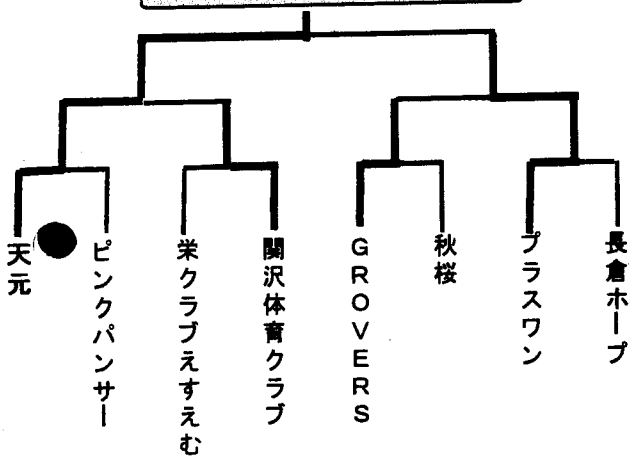 天元
ピンクパンサー
栄クラブえすえむ
関沢体育クラブ
GROVERS
秋桜
プラスワン
長倉ホープ